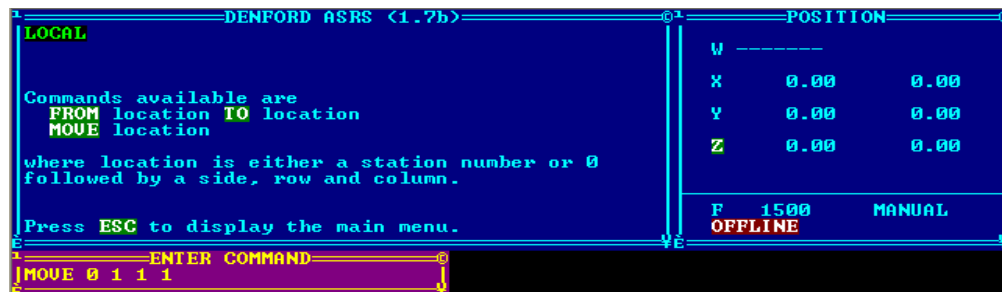 DENFORD ASRS (1.7b)
LOCAL
Commands available are
FROM location TO location
MOVE location
where location is either a station number or 0
followed by a side, row and column.
Press ESC to display the main menu.
POSITION
W -------
X 0.00 0.00
Y 0.00 0.00
Z 0.00 0.00
F 1500 MANUAL
OFFLINE
ENTER COMMAND
MOVE 0 1 1 1